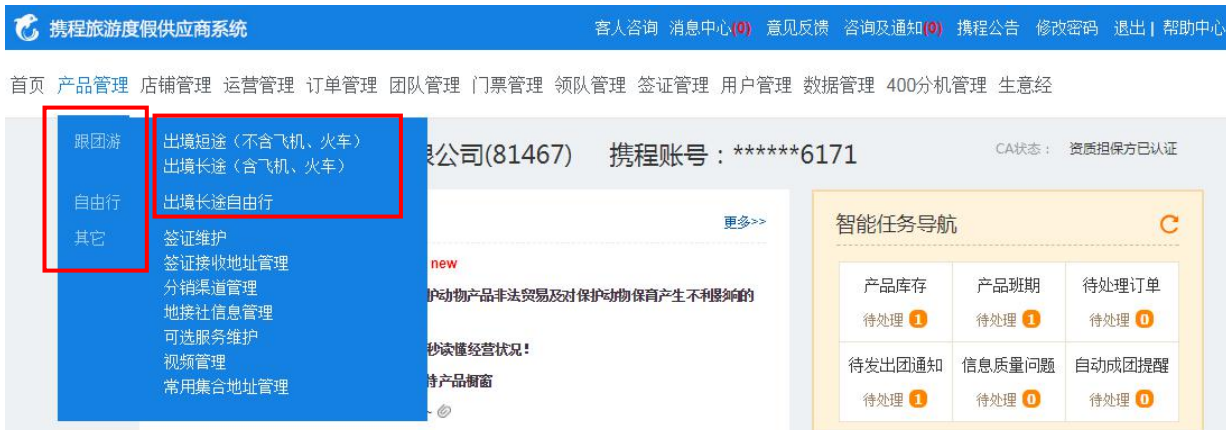 携程旅游度假供应商系统
客人咨询 消息中心(0) 意见反馈 咨询及通知(0) 携程公告 修改密码 退出 | 帮助中心
首页 产品管理 店铺管理 运营管理 订单管理 团队管理 门票管理 领队管理 签证管理 用户管理 数据管理 400分机管理 生意经
跟团游
出境短途（不含飞机、火车）
出境长途（含飞机、火车）
自由行
出境长途自由行
其它
签证维护
签证接收地址管理
分销渠道管理
地接社信息管理
可选服务维护
视频管理
常用集合地址管理
限公司(81467) 携程账号：******6171
CA状态： 资质担保方已认证
更多>>
new
护动物产品非法贸易及对保护动物保育产生不利影响的
秒读懂经营状况！
持产品橱窗
智能任务导航
产品库存 产品班期 待处理订单
待处理 1 待处理 1 待处理 0
待发出团通知 信息质量问题 自动成团提醒
待处理 1 待处理 0 待处理 0